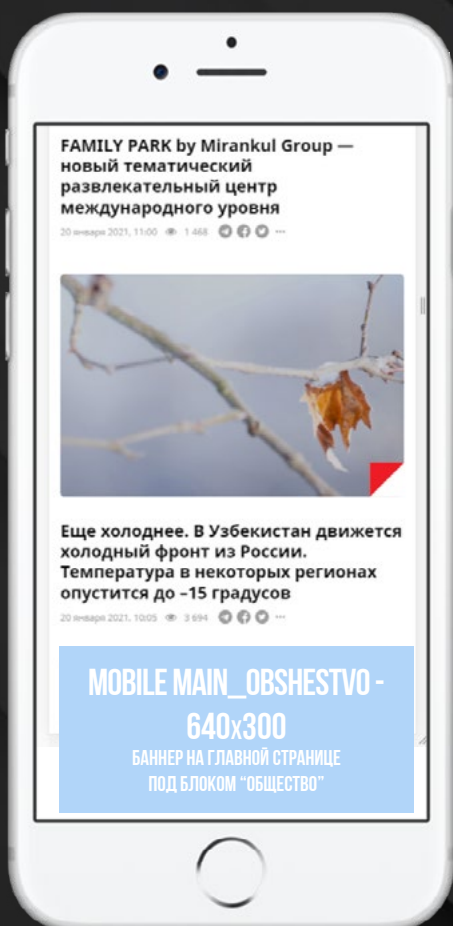 FAMILY PARK by Mirankul Group —
новый тематический
развлекательный центр
международного уровня
20 января 2021, 11:00 1 468
Еще холоднее. В Узбекистан движется
холодный фронт из России.
Температура в некоторых регионах
опустится до –15 градусов
20 января 2021, 10:05 3 694
MOBILE MAIN_OBSHESTVO -
640x300
БАННЕР НА ГЛАВНОЙ СТРАНИЦЕ
ПОД БЛОКОМ “ОБЩЕСТВО”